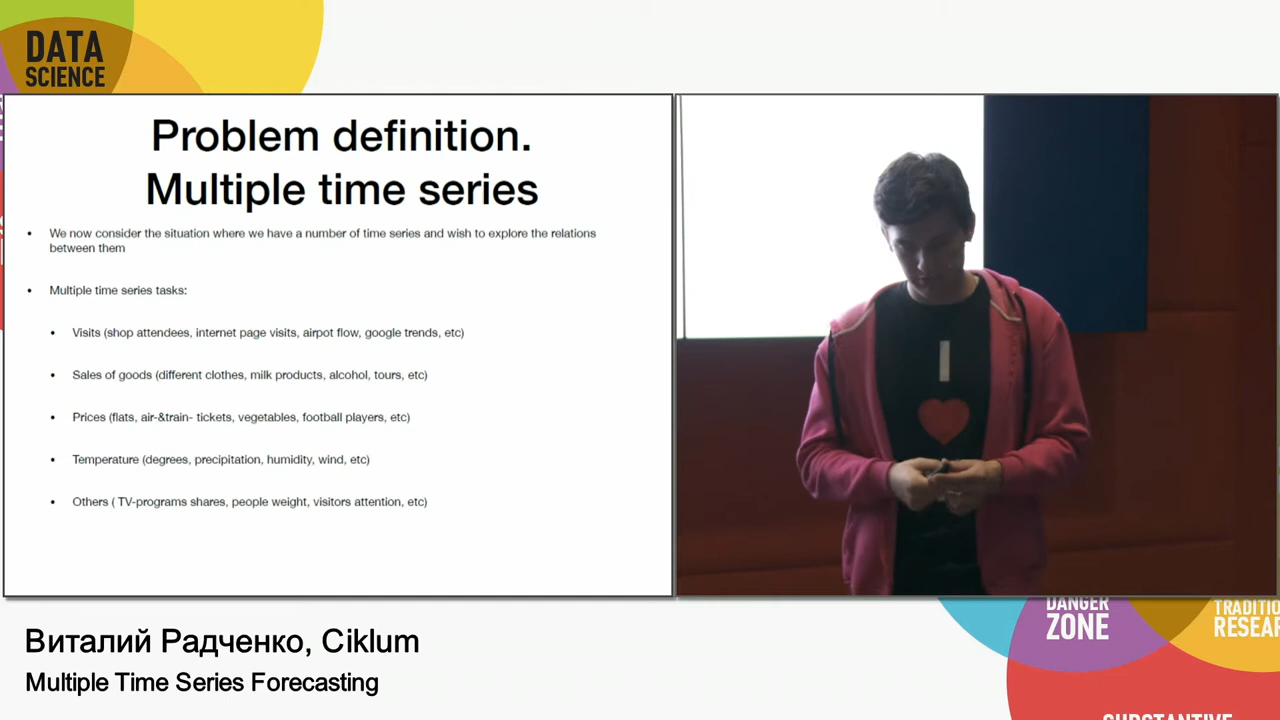 DATA
SCIENCE
Problem definition.
Multiple time series
• We now consider the situation where we have a number of time series and wish to explore the relations
between them
• Multiple time series tasks:
• Visits (shop attendees, internet page visits, airpot flow, google trends, etc)
• Sales of goods (different clothes, milk products, alcohol, tours, etc)
• Prices (flats, air-&train- tickets, vegetables, football players, etc)
• Temperature (degrees, precipitation, humidity, wind, etc)
• Others ( TV-programs shares, people weight, visitors attention, etc)
I
Виталий Радченко, Ciklum
Multiple Time Series Forecasting
DANGER
ZONE